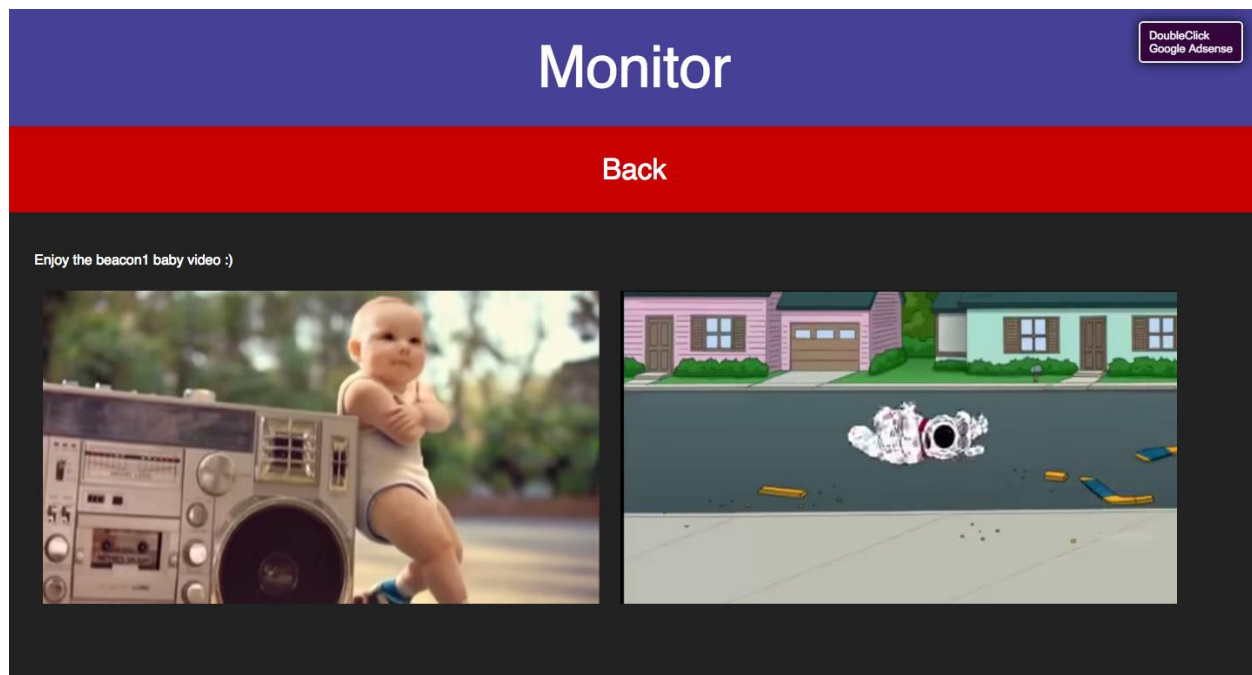 Monitor
DoubleClick
Google Adsense
Back
Enjoy the beacon1 baby video :)